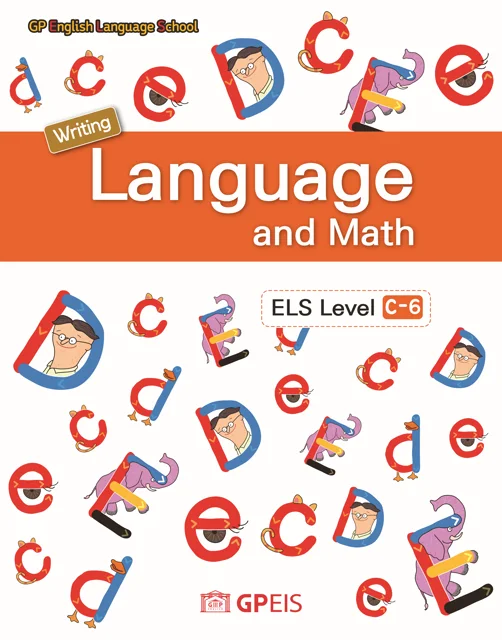 GP English Language School
Writing
Language
and Math
ELS Level C-6
GPEIS